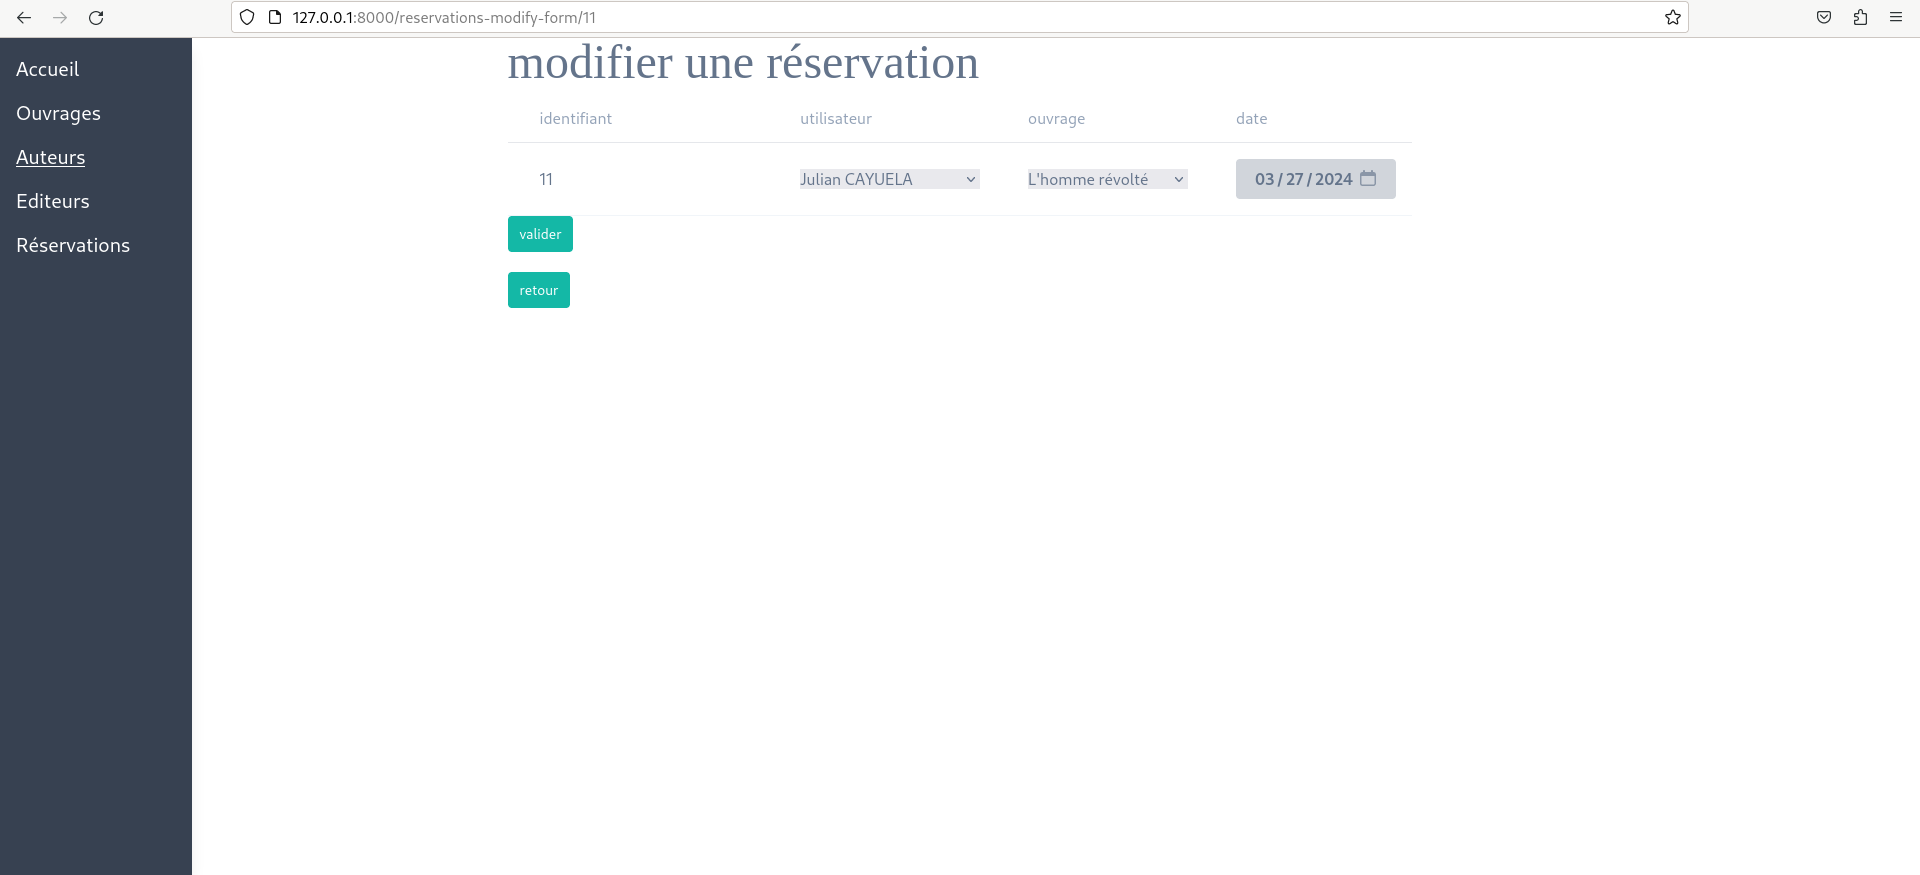 127.0.0.1:8000/reservations-modify-form/11
Accueil
Ouvrages
Auteurs
Editeurs
Réservations
modifier une réservation
identifiant utilisateur ouvrage date
11 Julian CAYUELA L'homme révolté 03 / 27 / 2024
valider
retour